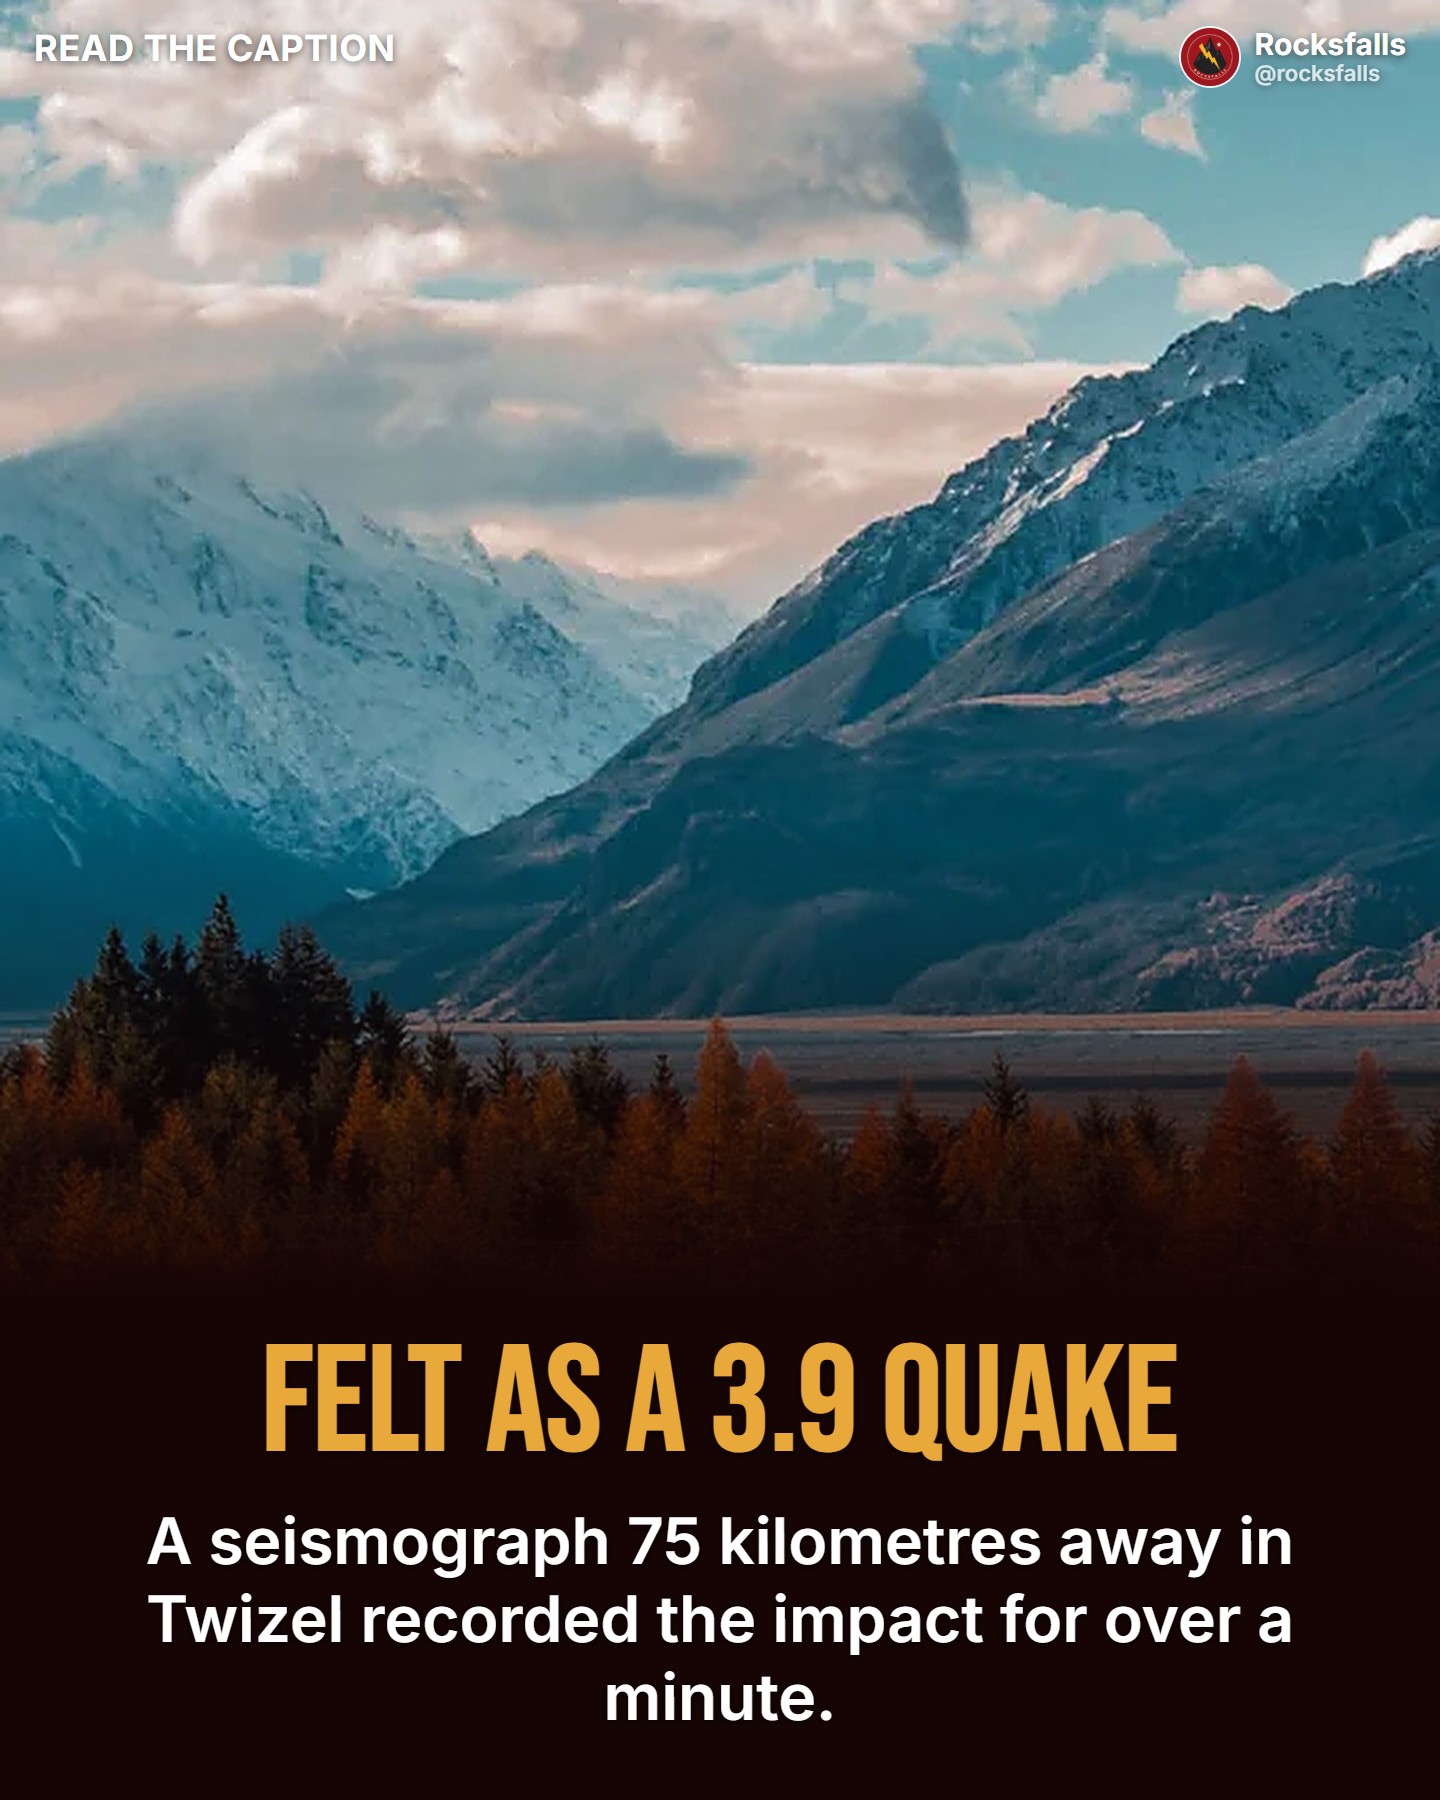 READ THE CAPTION
Rocksfalls
@rocksfalls
FELT AS A 3.9 QUAKE
A seismograph 75 kilometres away in
Twizel recorded the impact for over a
minute.